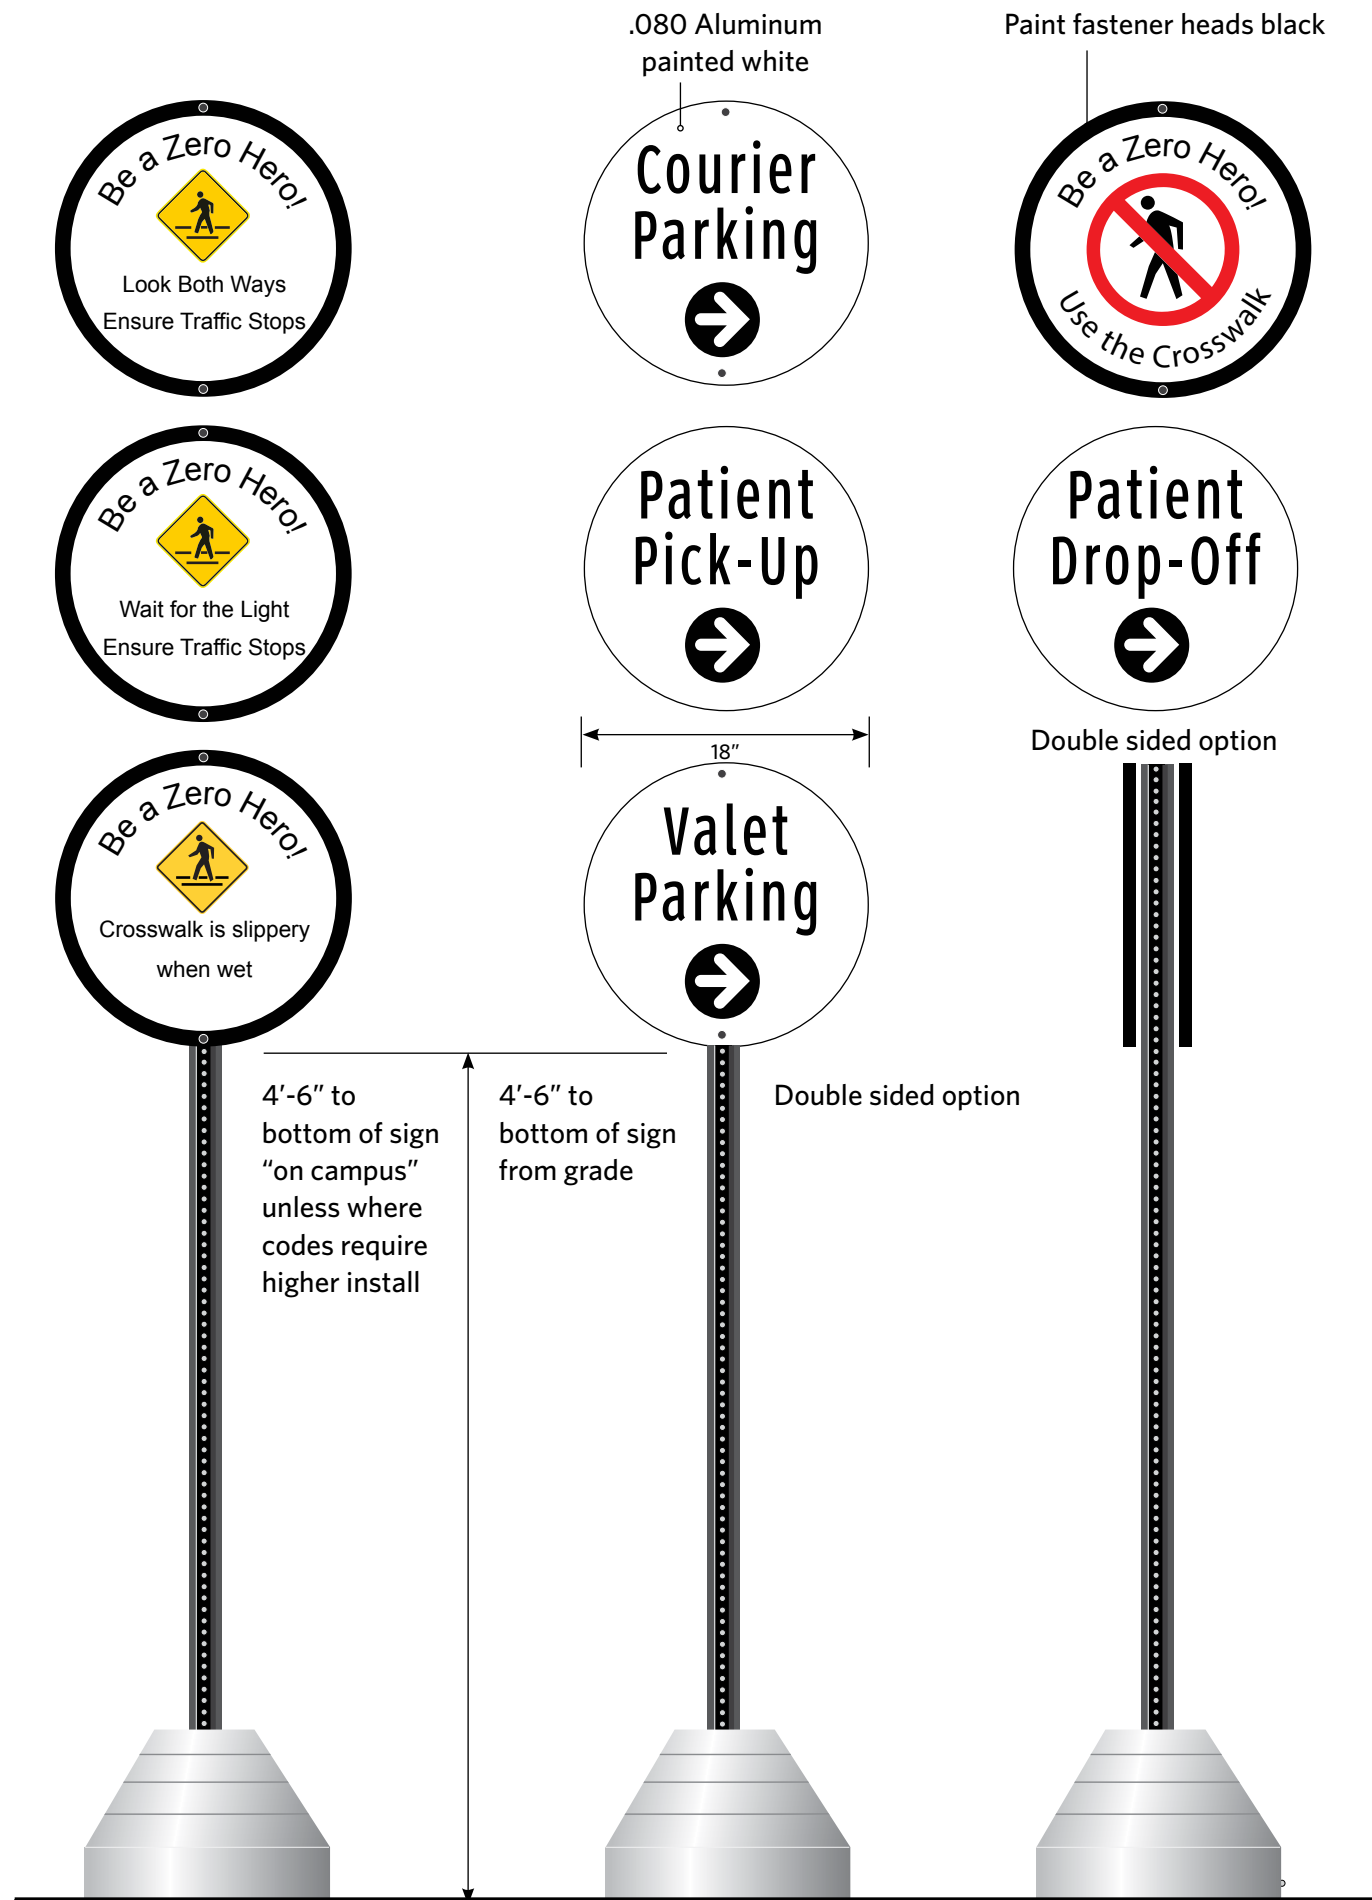 .080 Aluminum
painted white
Paint fastener heads black
Be a Zero Hero!
Look Both Ways
Ensure Traffic Stops
Courier
Parking
Be a Zero Hero!
Use the Crosswalk
Be a Zero Hero!
Wait for the Light
Ensure Traffic Stops
Patient
Pick-Up
Patient
Drop-Off
18”
Double sided option
Be a Zero Hero!
Crosswalk is slippery
when wet
Valet
Parking
4’-6” to
bottom of sign
“on campus”
unless where
codes require
higher install
4’-6” to
bottom of sign
from grade
Double sided option